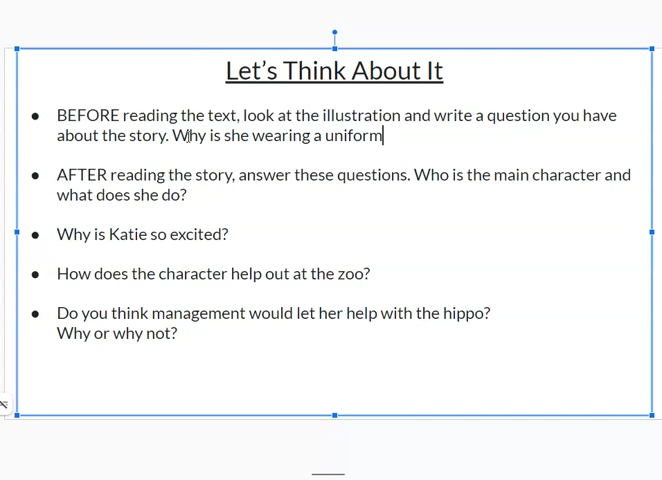 Let's Think About It
● BEFORE reading the text, look at the illustration and write a question you have
about the story. Why is she wearing a uniform
● AFTER reading the story, answer these questions. Who is the main character and
what does she do?
● Why is Katie so excited?
● How does the character help out at the zoo?
● Do you think management would let her help with the hippo?
Why or why not?